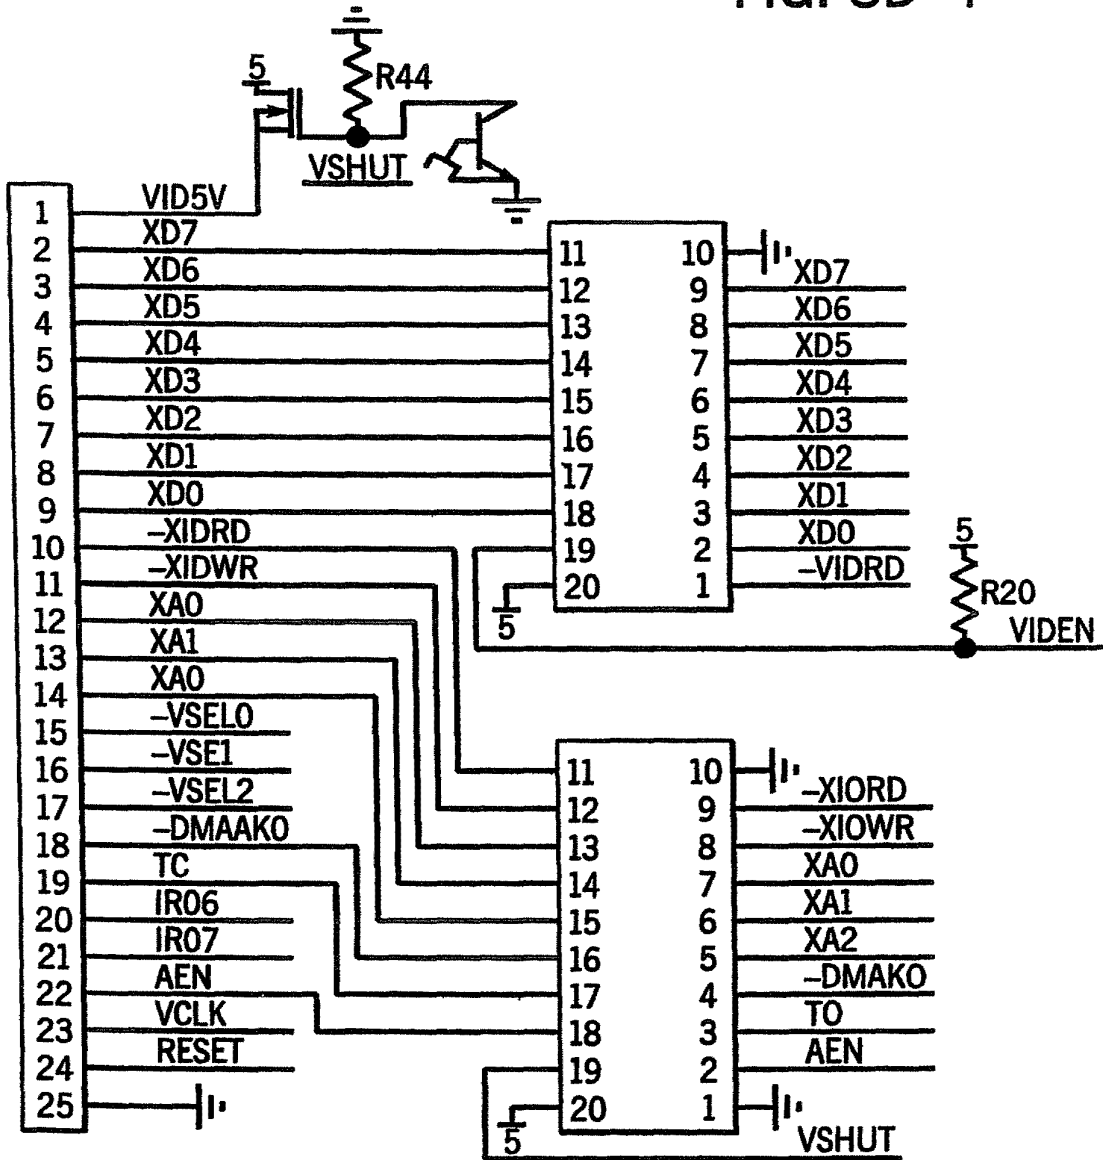 5
R44
VSHUT
1 VID5V
2 XD7 11 10
3 XD6 12 9 XD7
4 XD5 13 8 XD6
5 XD4 14 7 XD5
6 XD3 15 6 XD4
7 XD2 16 5 XD3
8 XD1 17 4 XD2
9 XD0 18 3 XD1
10 –XIDRD 19 2 XD0 5
11 –XIDWR 20 1 –VIDRD R20
12 XA0 5 VIDEN
13 XA1
14 XA0
15 –VSEL0
16 –VSE1 11 10
17 –VSEL2 12 9 –XIORD
18 –DMAAK0 13 8 –XIOWR
19 TC 14 7 XA0
20 IR06 15 6 XA1
21 IR07 16 5 XA2
22 AEN 17 4 –DMAK0
23 VCLK 18 3 TO
24 RESET 19 2 AEN
25 20 1
5 VSHUT